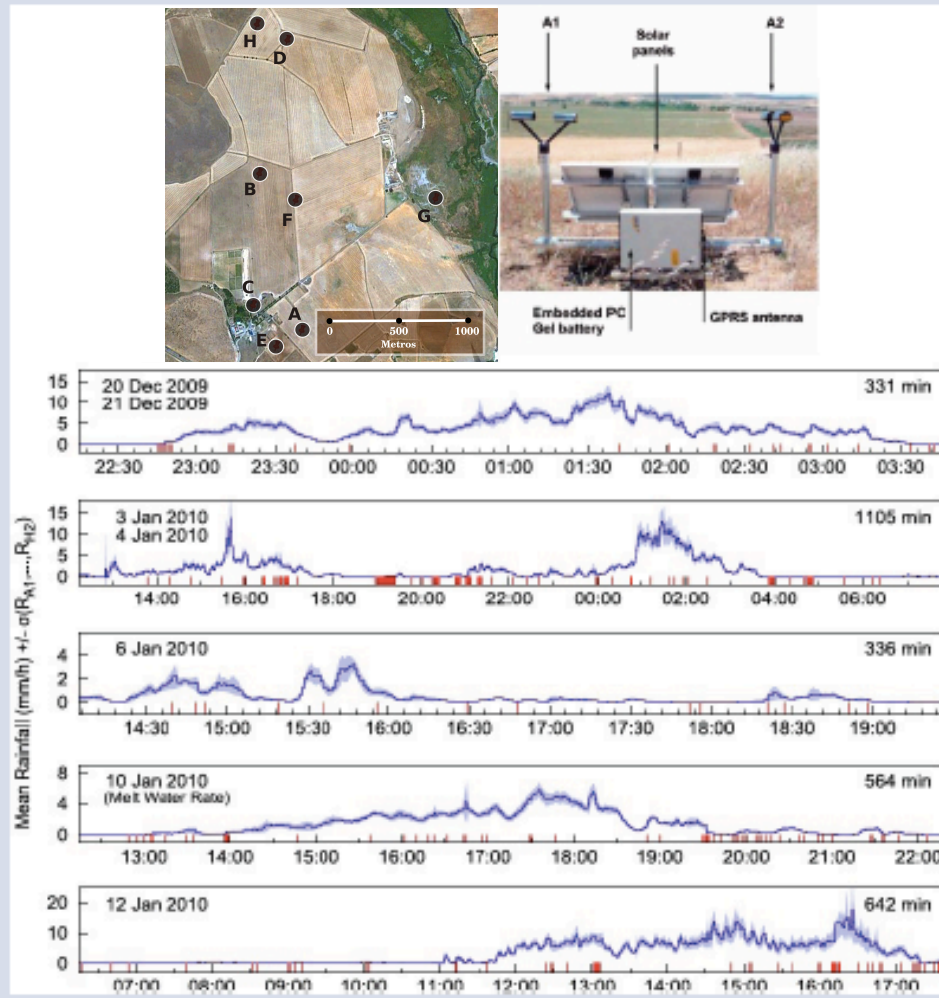 H
D
B
F
G
C
A
E
0 500 1000
Metros
A1
A2
Solar
panels
Embedded PC
Gel battery
GPRS antenna
Mean Rainfall (mm/h) +/- σ(R_A1,...,R_H2)
20 Dec 2009
21 Dec 2009
331 min
15
10
5
0
22:30 23:00 23:30 00:00 00:30 01:00 01:30 02:00 02:30 03:00 03:30
3 Jan 2010
4 Jan 2010
1105 min
15
10
5
0
14:00 16:00 18:00 20:00 22:00 00:00 02:00 04:00 06:00
6 Jan 2010
336 min
4
2
0
14:30 15:00 15:30 16:00 16:30 17:00 17:30 18:00 18:30 19:00
10 Jan 2010
(Melt Water Rate)
564 min
8
4
0
13:00 14:00 15:00 16:00 17:00 18:00 19:00 20:00 21:00 22:00
12 Jan 2010
642 min
20
10
0
07:00 08:00 09:00 10:00 11:00 12:00 13:00 14:00 15:00 16:00 17:00